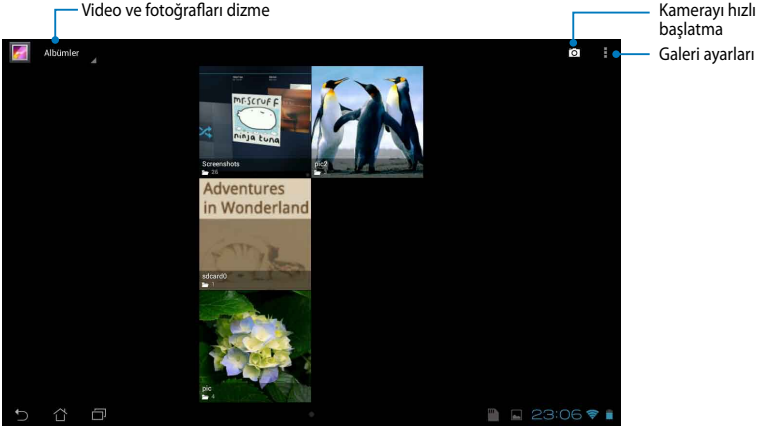 Video ve fotoğrafları dizme
Kamerayı hızlı
başlatma
Galeri ayarları
Albümler
mr.scruff
ninja tuna
Screenshots
26
pic2
Adventures
in Wonderland
sdcard0
1
pic
4
23:06